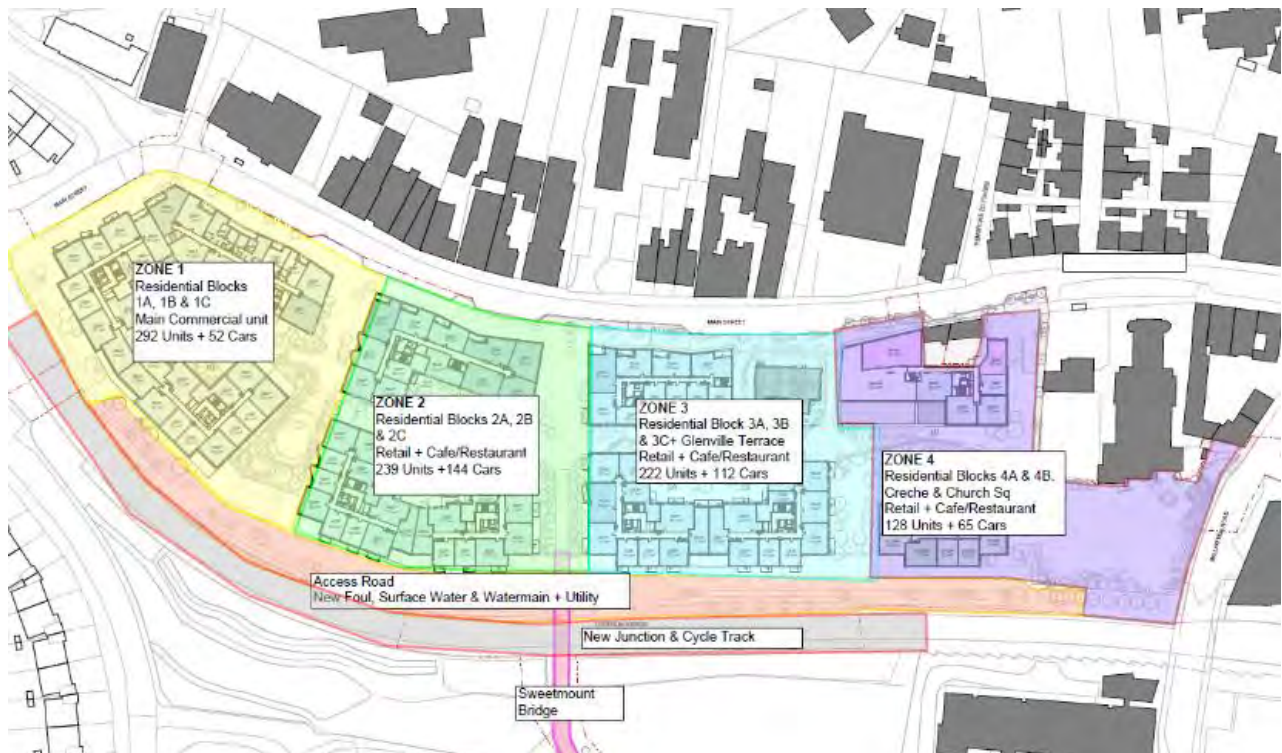 MAIN STREET
ZONE 1
Residential Blocks
1A, 1B & 1C
Main Commercial unit
292 Units + 52 Cars
MAIN STREET
ZONE 2
Residential Blocks 2A, 2B
& 2C
Retail + Cafe/Restaurant
239 Units +144 Cars
ZONE 3
Residential Block 3A, 3B
& 3C+ Glenville Terrace
Retail + Cafe/Restaurant
222 Units + 112 Cars
ZONE 4
Residential Blocks 4A & 4B.
Creche & Church Sq
Retail + Cafe/Restaurant
128 Units + 65 Cars
Access Road
New Foul, Surface Water & Watermain + Utility
New Junction & Cycle Track
Sweetmount
Bridge